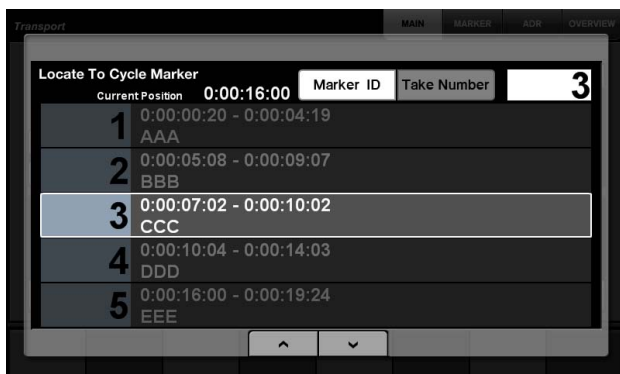 Transport MAIN MARKER ADR OVERVIEW
Locate To Cycle Marker
Current Position 0:00:16:00 Marker ID Take Number 3
1 0:00:00:20 - 0:00:04:19
AAA
2 0:00:05:08 - 0:00:09:07
BBB
3 0:00:07:02 - 0:00:10:02
CCC
4 0:00:10:04 - 0:00:14:03
DDD
5 0:00:16:00 - 0:00:19:24
EEE